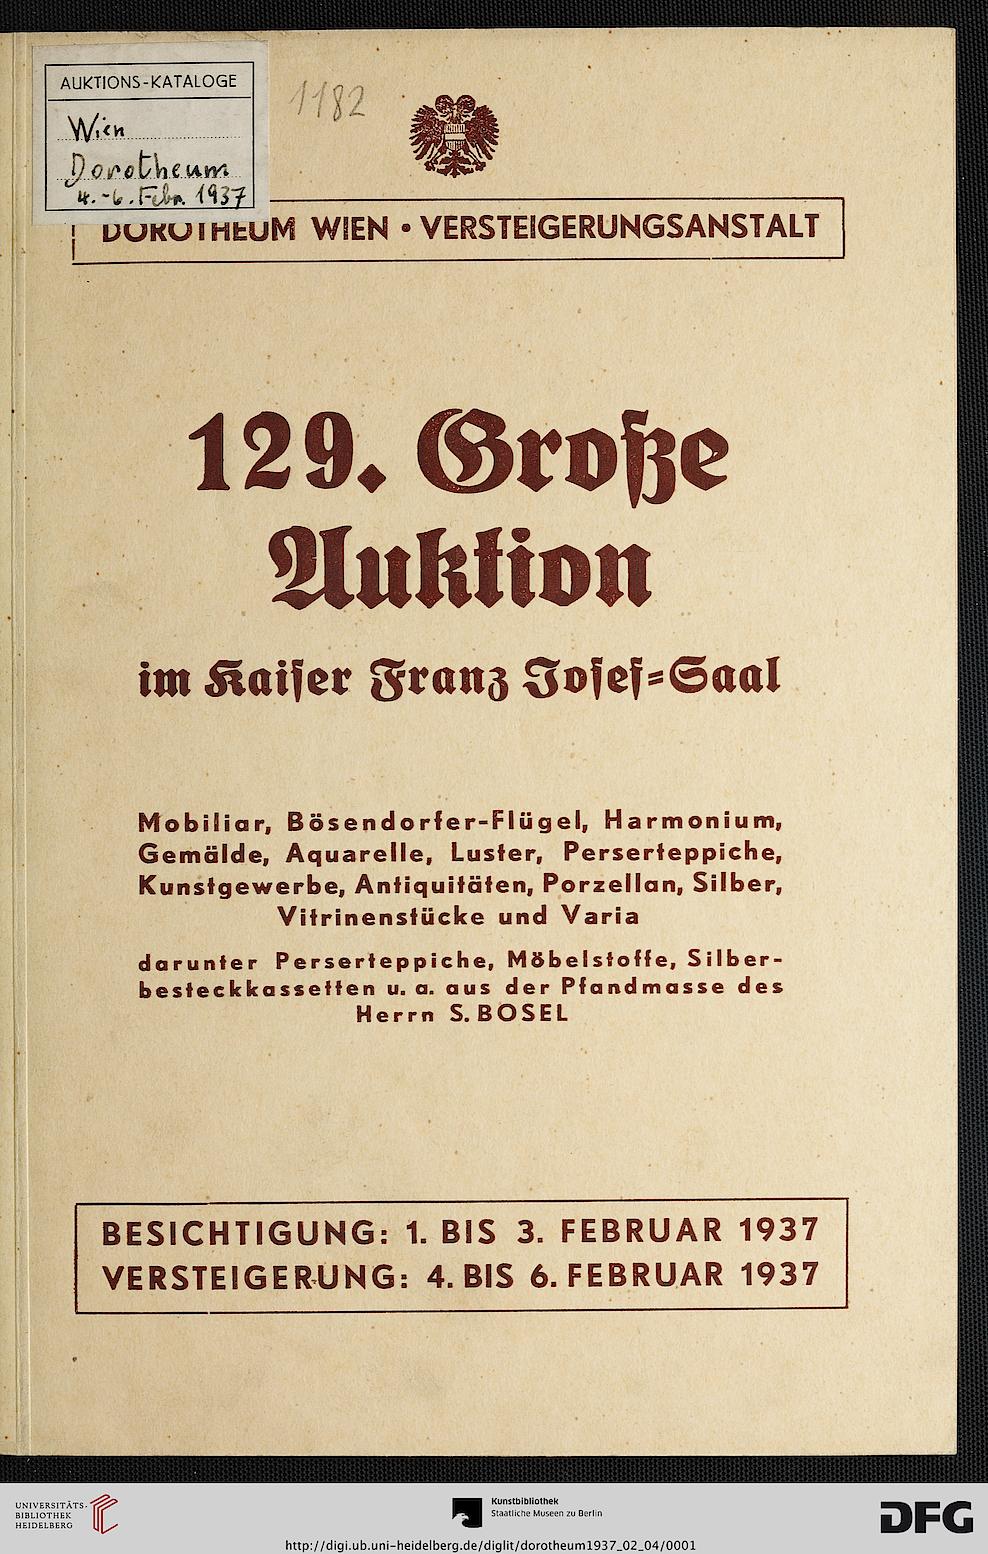 AUKTIONS-KATALOGE
Wien
Dorotheum
4.-6. Febr. 1937
1182
DOROTHEUM WIEN • VERSTEIGERUNGSANSTALT
129. Große
Auktion
im Kaiser Franz Josef=Saal
Mobiliar, Bösendorfer-Flügel, Harmonium,
Gemälde, Aquarelle, Luster, Perserteppiche,
Kunstgewerbe, Antiquitäten, Porzellan, Silber,
Vitrinenstücke und Varia
darunter Perserteppiche, Möbelstoffe, Silber-
besteckkassetten u. a. aus der Pfandmasse des
Herrn S. BOSEL
BESICHTIGUNG: 1. BIS 3. FEBRUAR 1937
VERSTEIGERUNG: 4. BIS 6. FEBRUAR 1937
UNIVERSITÄTS-
BIBLIOTHEK
HEIDELBERG
Kunstbibliothek
Staatliche Museen zu Berlin
DFG
http://digi.ub.uni-heidelberg.de/diglit/dorotheum1937_02_04/0001